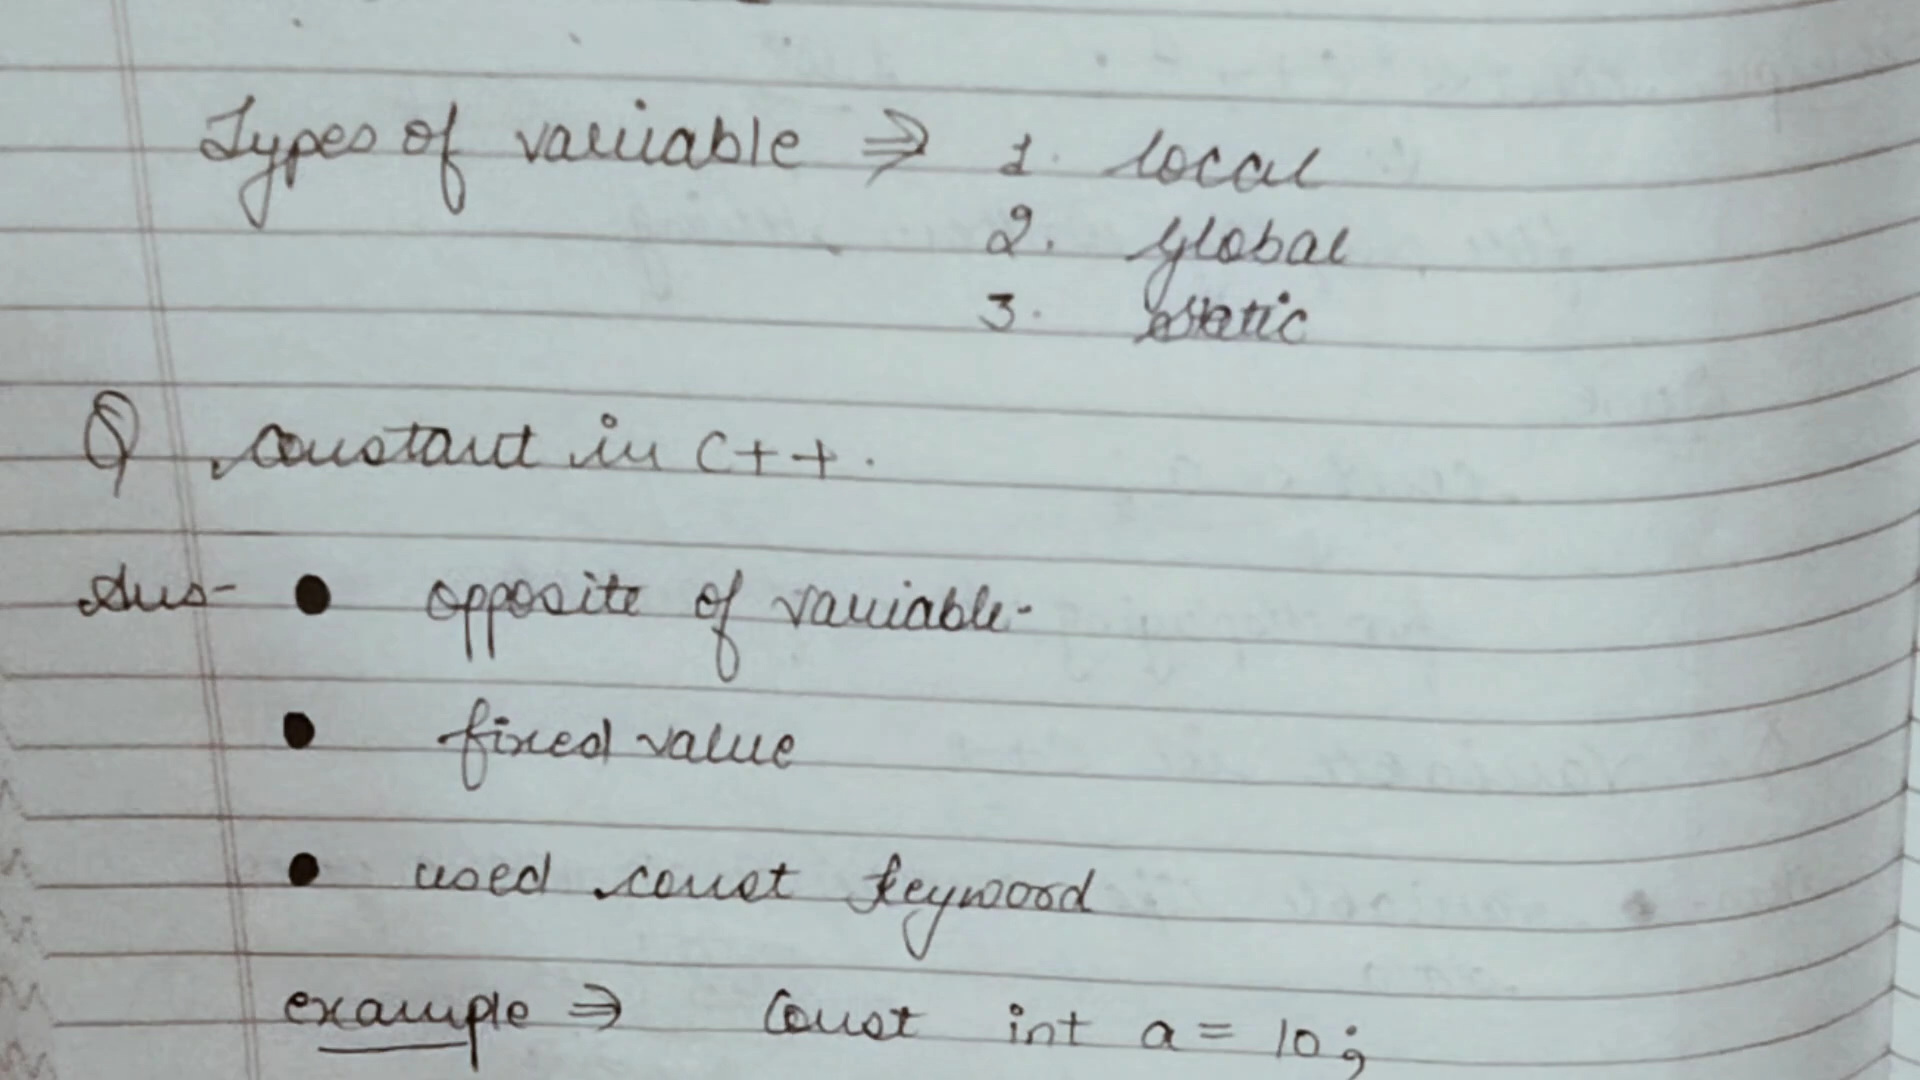 Types of variable ⇒ 1. local
2. global
3. static
Q constant in C++.
Ans- • opposite of variable.
• fixed value
• used const keyword
example ⇒ const int a = 10;